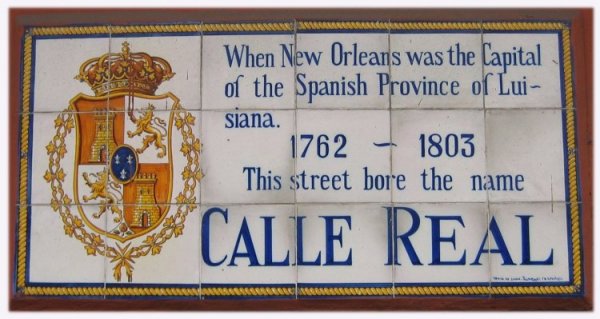 When New Orleans was the Capital
of the Spanish Province of Lui-
siana.
1762 - 1803
This street bore the name
CALLE REAL